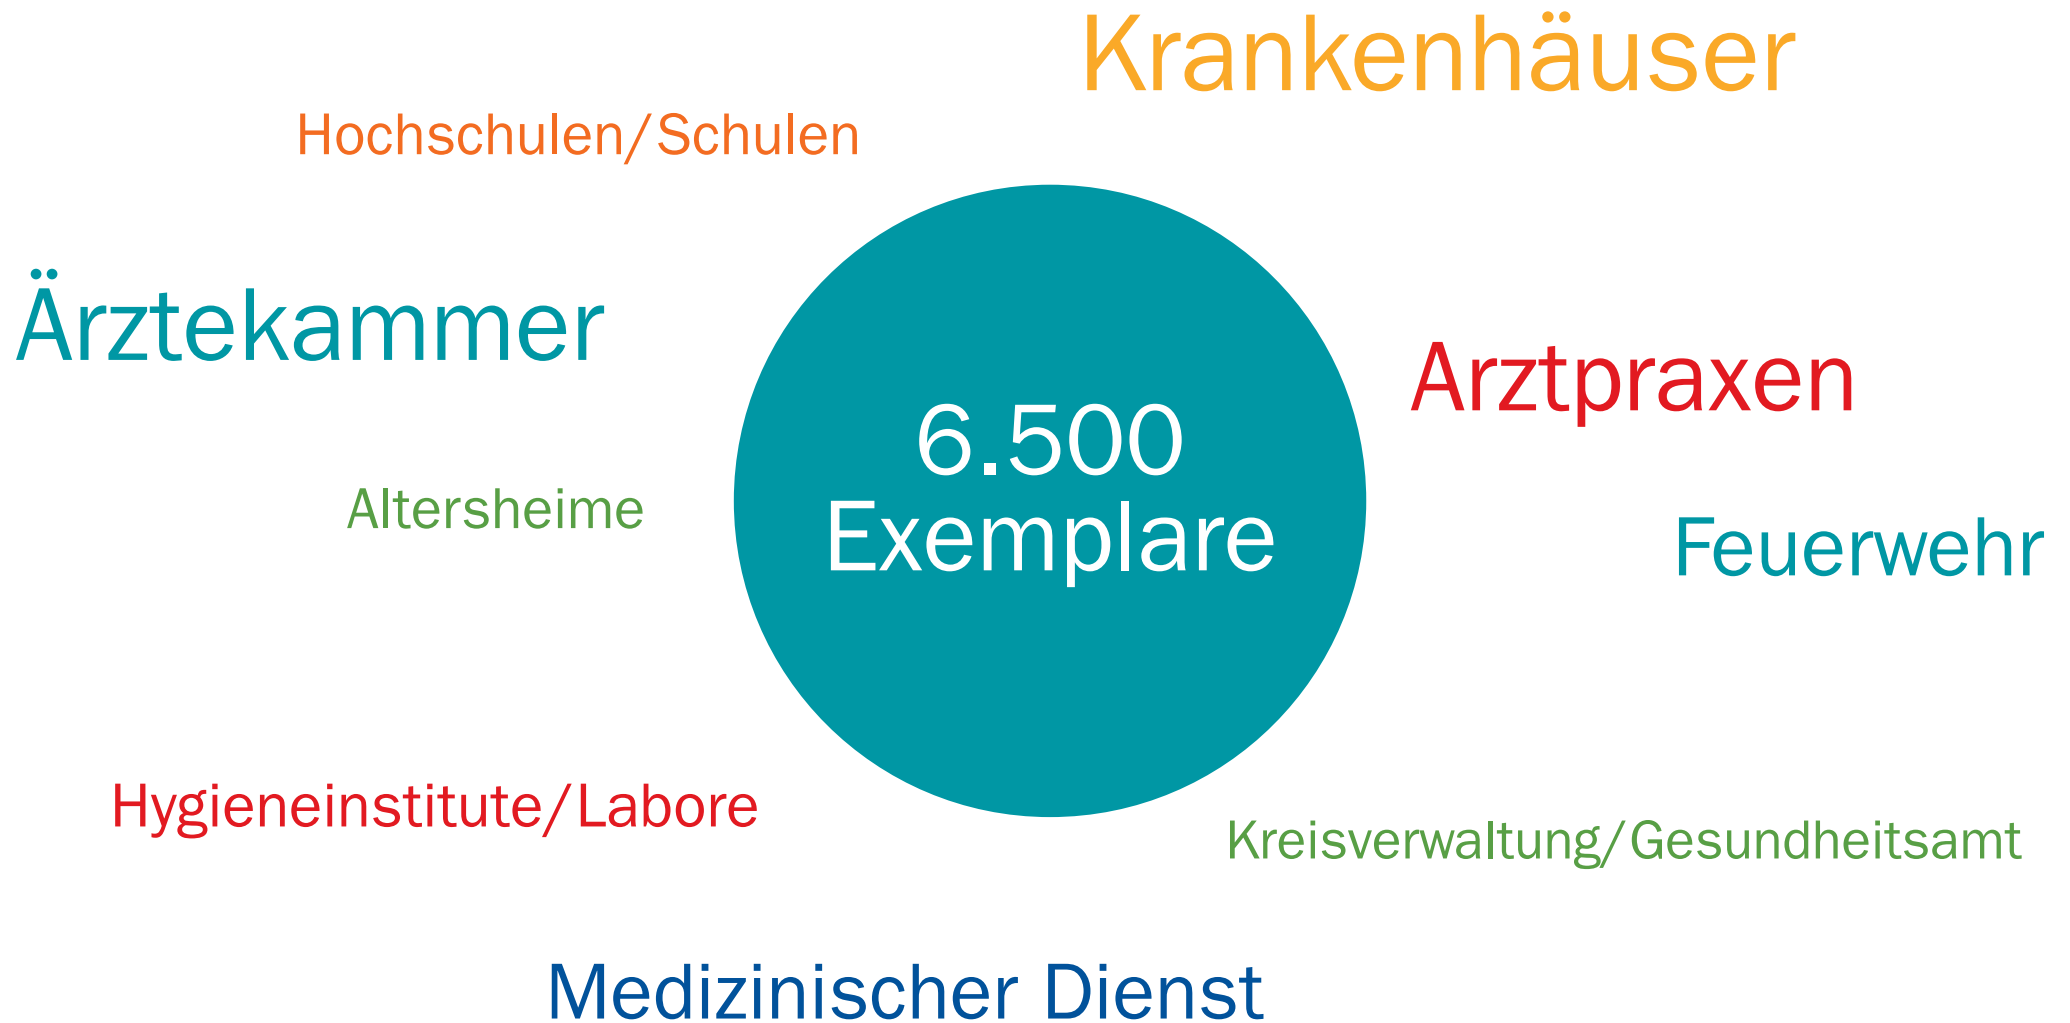 Krankenhäuser
Hochschulen/Schulen
Ärztekammer
Arztpraxen
6.500
Exemplare
Altersheime
Feuerwehr
Hygieneinstitute/Labore
Kreisverwaltung/Gesundheitsamt
Medizinischer Dienst